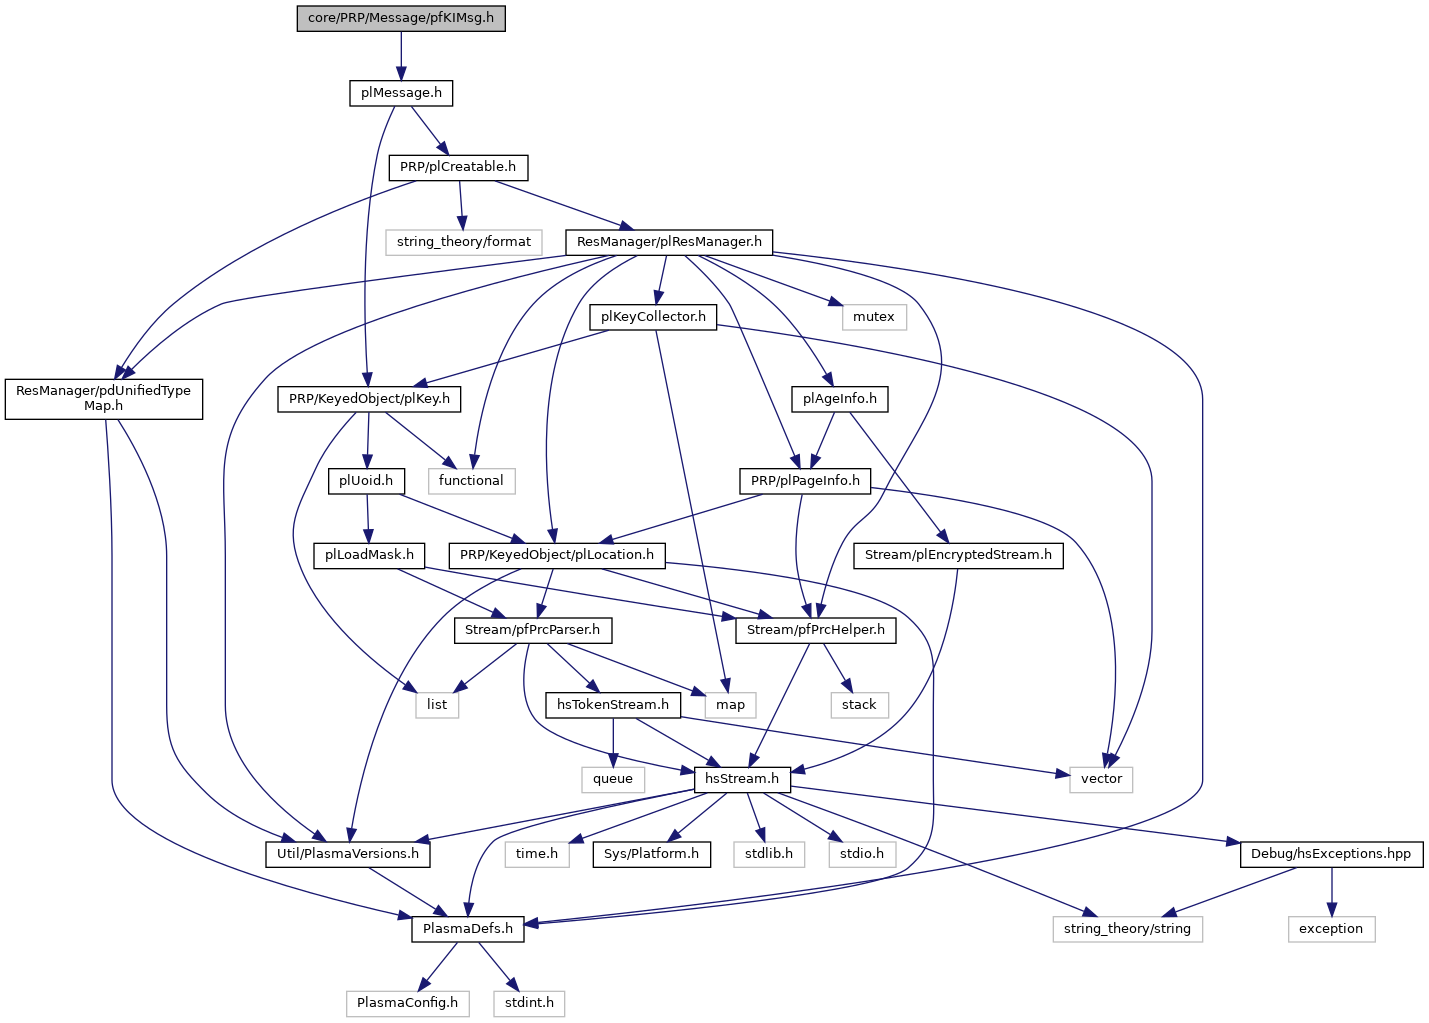 core/PRP/Message/pfKIMsg.h
plMessage.h
PRP/plCreatable.h
string_theory/format
ResManager/plResManager.h
plKeyCollector.h
mutex
ResManager/pdUnifiedType
Map.h
PRP/KeyedObject/plKey.h
plAgeInfo.h
plUoid.h
functional
PRP/plPageInfo.h
plLoadMask.h
PRP/KeyedObject/plLocation.h
Stream/plEncryptedStream.h
Stream/pfPrcParser.h
Stream/pfPrcHelper.h
list
hsTokenStream.h
map
stack
queue
hsStream.h
vector
Util/PlasmaVersions.h
time.h
Sys/Platform.h
stdlib.h
stdio.h
Debug/hsExceptions.hpp
PlasmaDefs.h
string_theory/string
exception
PlasmaConfig.h
stdint.h